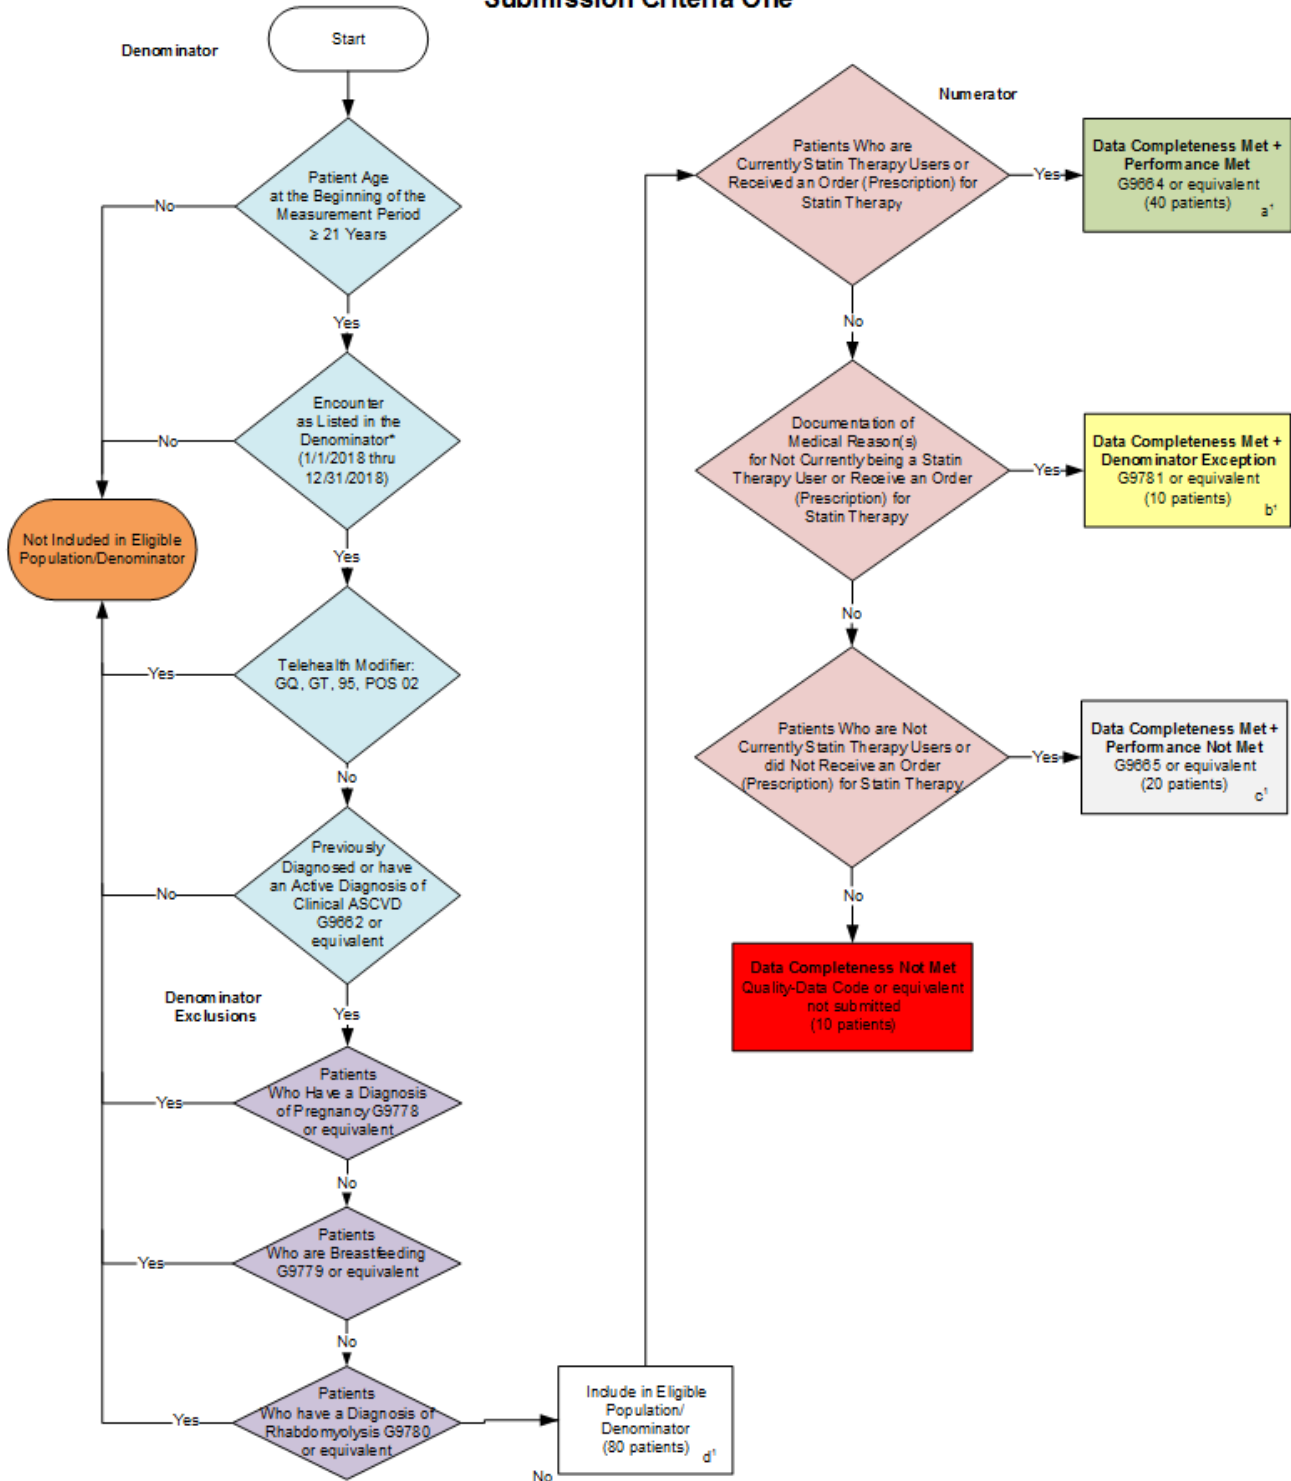 Submission Criteria One
Denominator
Start
Patient Age
at the Beginning of the
Measurement Period
≥ 21 Years
No
Yes
Encounter
as Listed in the
Denominator*
(1/1/2018 thru
12/31/2018)
No
Not Included in Eligible
Population/Denominator
Yes
Telehealth Modifier:
GQ, GT, 95, POS 02
Yes
No
Previously
Diagnosed or have
an Active Diagnosis of
Clinical ASCVD
G9662 or
equivalent
No
Denominator
Exclusions
Yes
Patients
Who Have a Diagnosis
of Pregnancy G9778
or equivalent
Yes
No
Patients
Who are Breastfeeding
G9779 or equivalent
Yes
No
Patients
Who have a Diagnosis of
Rhabdomyolysis G9780
or equivalent
Yes
No
Include in Eligible
Population/
Denominator
(80 patients) d¹
Numerator
Patients Who are
Currently Statin Therapy Users or
Received an Order (Prescription) for
Statin Therapy
Yes
Data Completeness Met +
Performance Met
G9664 or equivalent
(40 patients) a¹
No
Documentation of
Medical Reason(s)
for Not Currently being a Statin
Therapy User or Receive an Order
(Prescription) for
Statin Therapy
Yes
Data Completeness Met +
Denominator Exception
G9781 or equivalent
(10 patients) b¹
No
Patients Who are Not
Currently Statin Therapy Users or
did Not Receive an Order
(Prescription) for Statin Therapy
Yes
Data Completeness Met +
Performance Not Met
G9665 or equivalent
(20 patients) c¹
No
Data Completeness Not Met
Quality-Data Code or equivalent
not submitted
(10 patients)